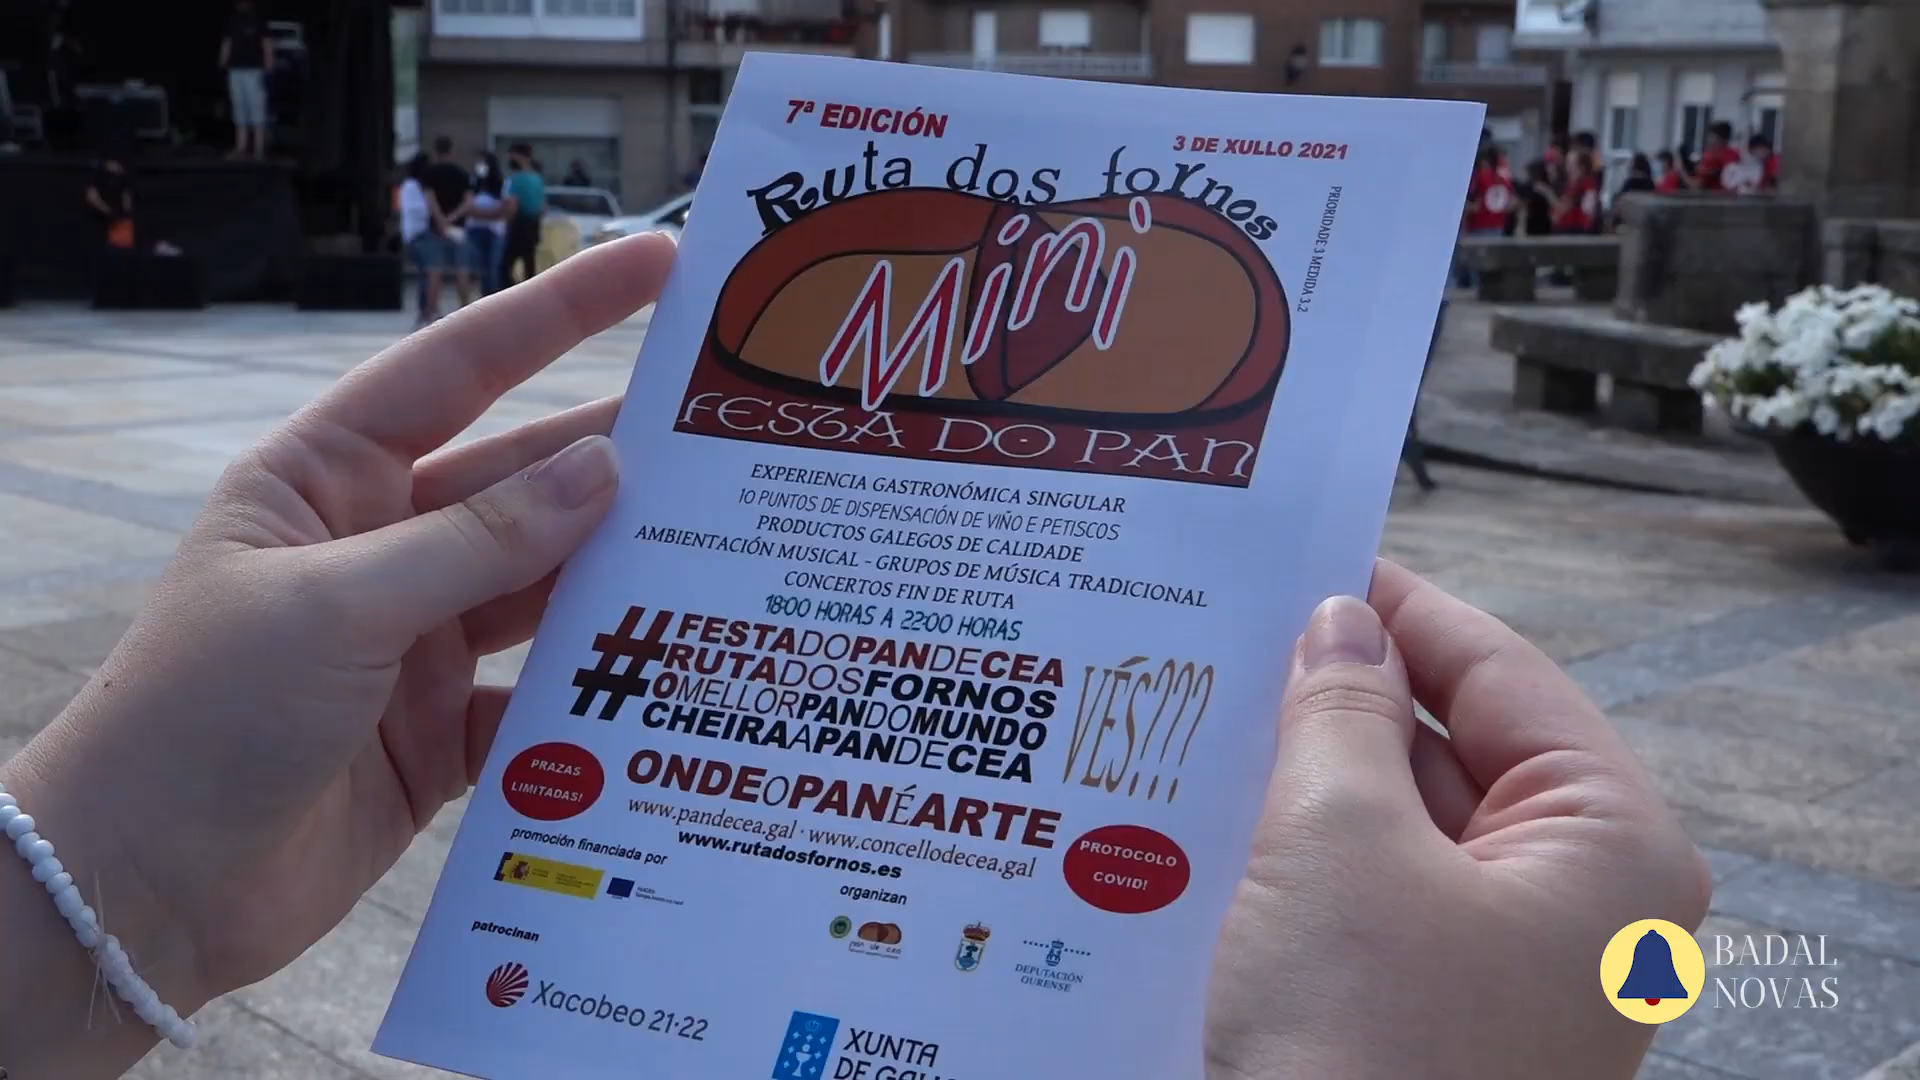 7ª EDICIÓN
3 DE XULLO 2021
Ruta dos fornos
PRIORIDADE 3 MEDIDA 3.2
Mini
FESTA DO PAN
EXPERIENCIA GASTRONÓMICA SINGULAR
10 PUNTOS DE DISPENSACIÓN DE VIÑO E PETISCOS
PRODUCTOS GALEGOS DE CALIDADE
AMBIENTACIÓN MUSICAL - GRUPOS DE MÚSICA TRADICIONAL
CONCERTOS FIN DE RUTA
18:00 HORAS A 22:00 HORAS
#FESTADOPANDECEA
#RUTADOSFORNOS
OMELLORPANDOMUNDO
CHEIRAAPANDECEA
VÉS???
PRAZAS
LIMITADAS!
ONDEOPANÉARTE
www.pandecea.gal · www.concellodecea.gal
www.rutadosfornos.es
PROTOCOLO
COVID!
promoción financiada por
organizan
patrocinan
pan de cea
DEPUTACIÓN
OURENSE
Xacobeo 21·22
XUNTA
DE
BADAL
NOVAS